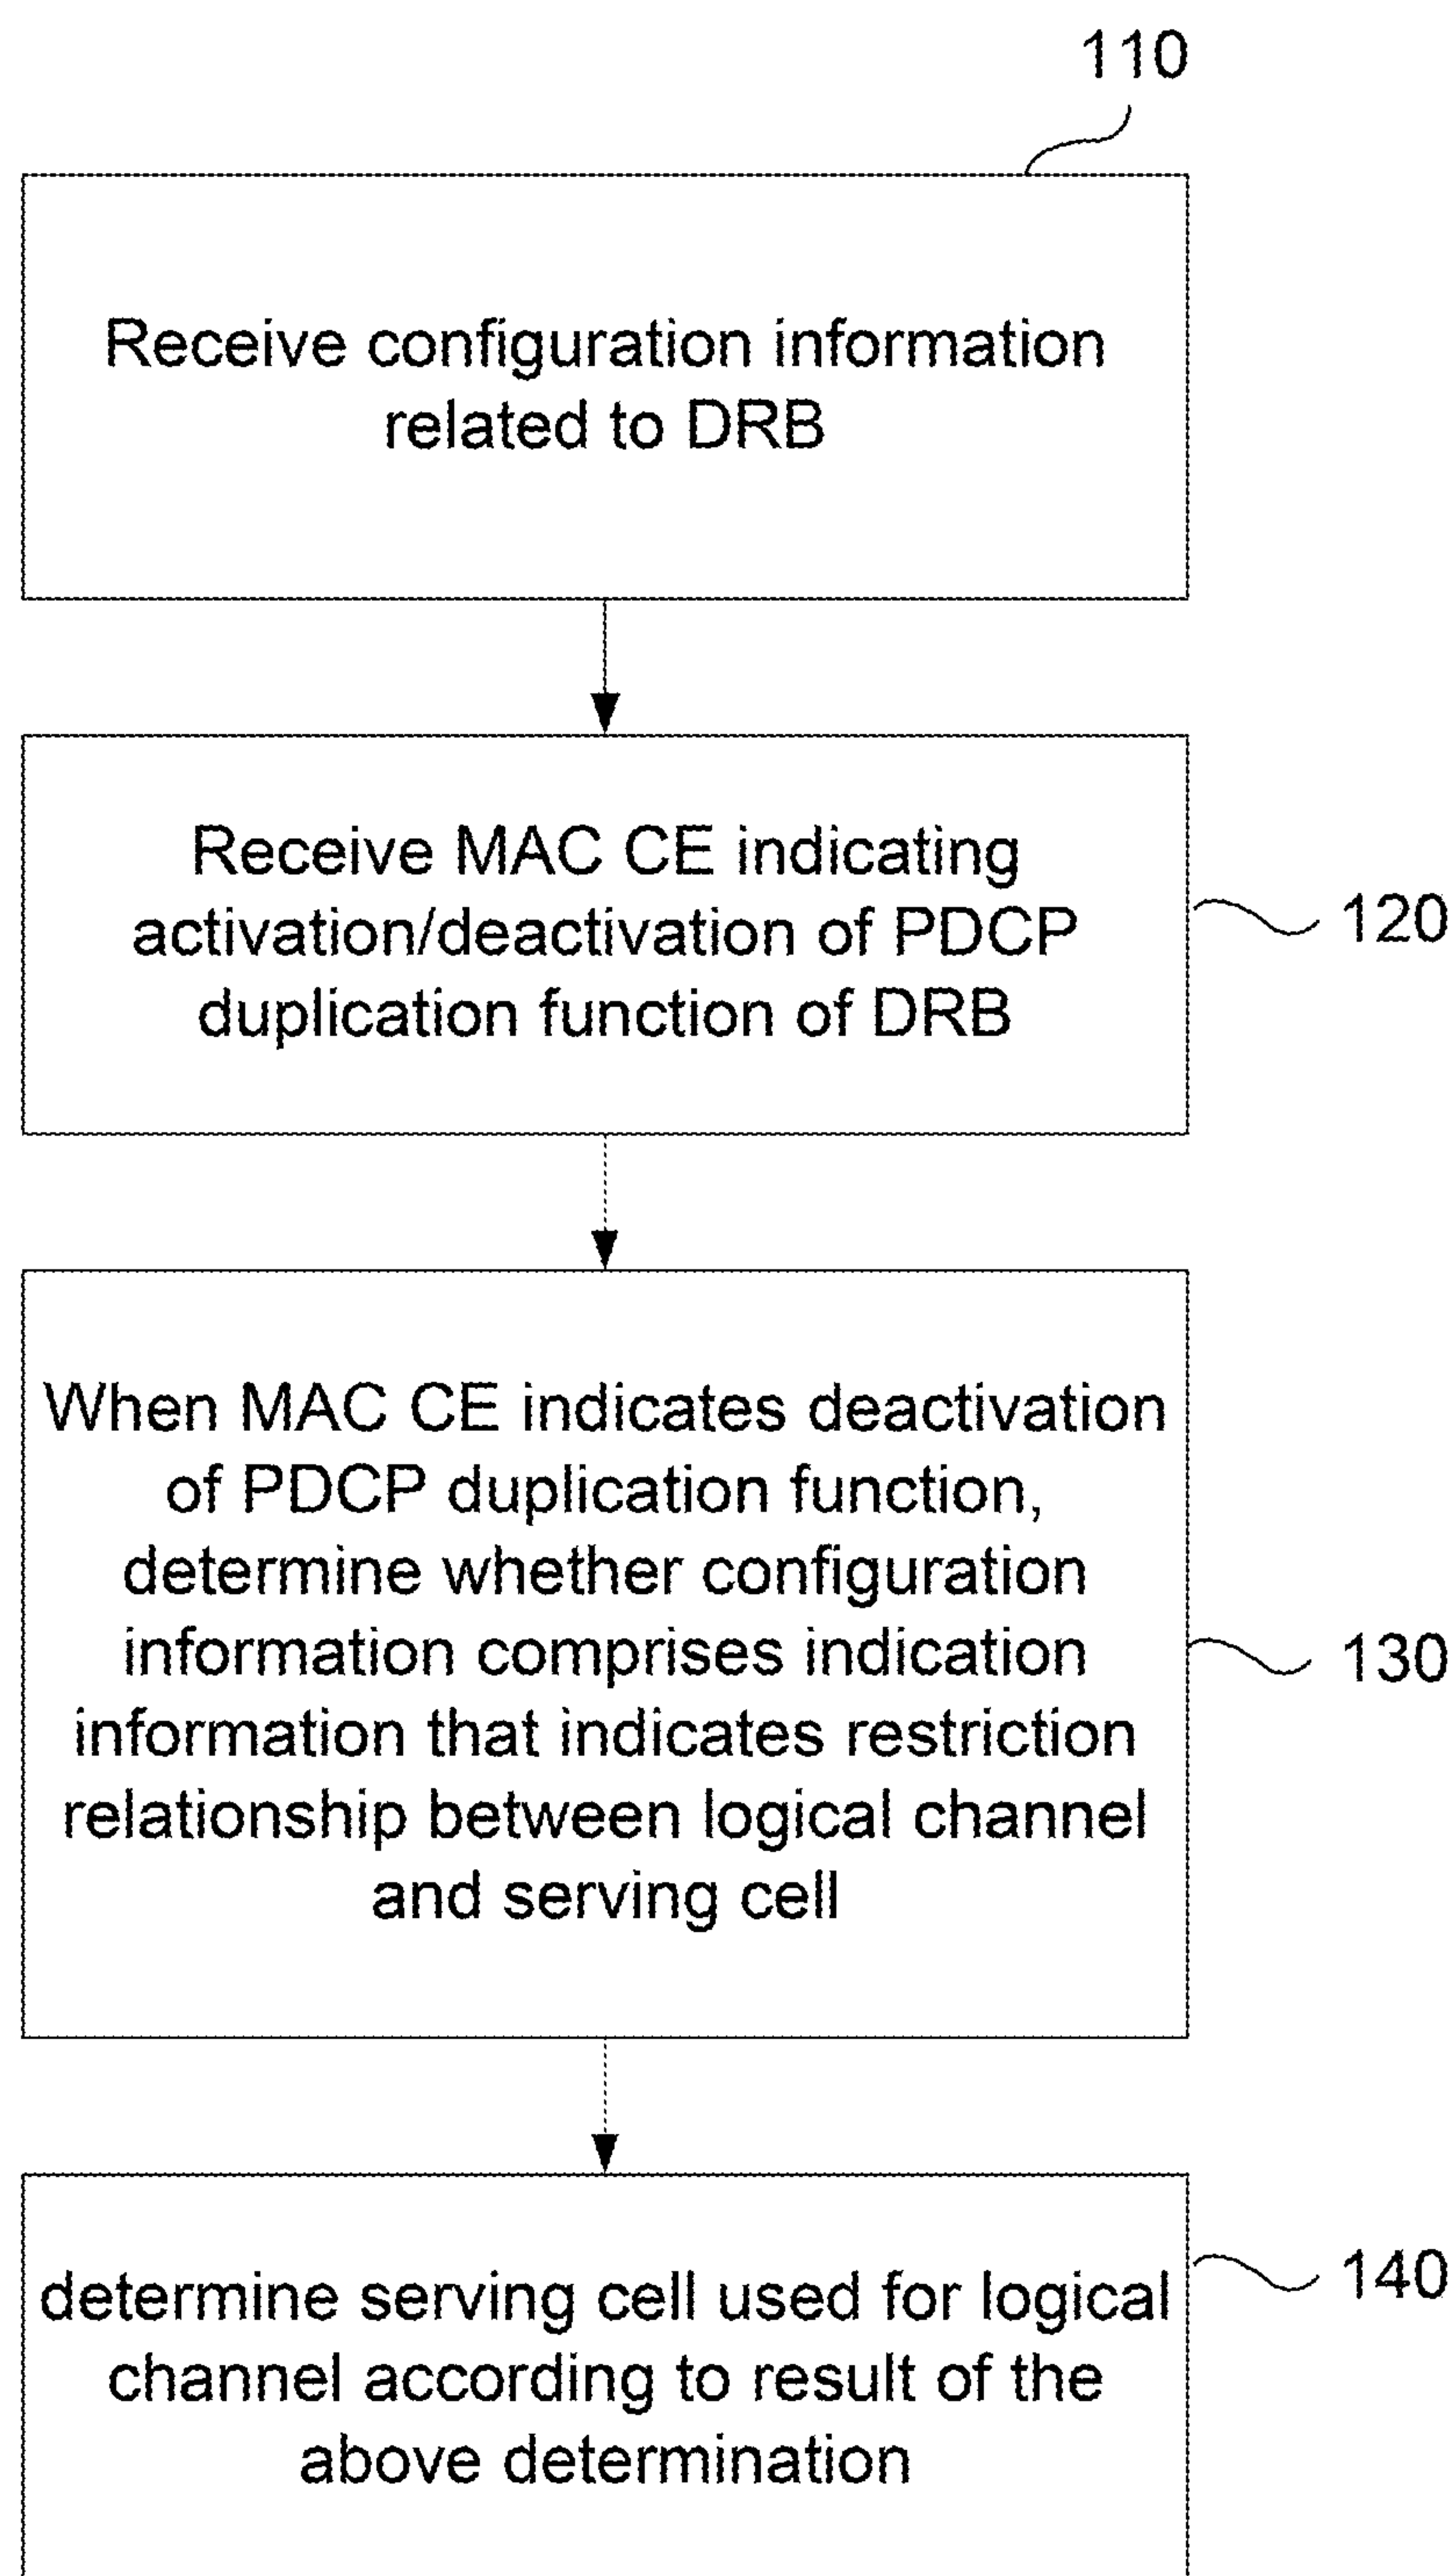 110
Receive configuration information
related to DRB
Receive MAC CE indicating
activation/deactivation of PDCP
duplication function of DRB
120
When MAC CE indicates deactivation
of PDCP duplication function,
determine whether configuration
information comprises indication
information that indicates restriction
relationship between logical channel
and serving cell
130
determine serving cell used for logical
channel according to result of the
above determination
140